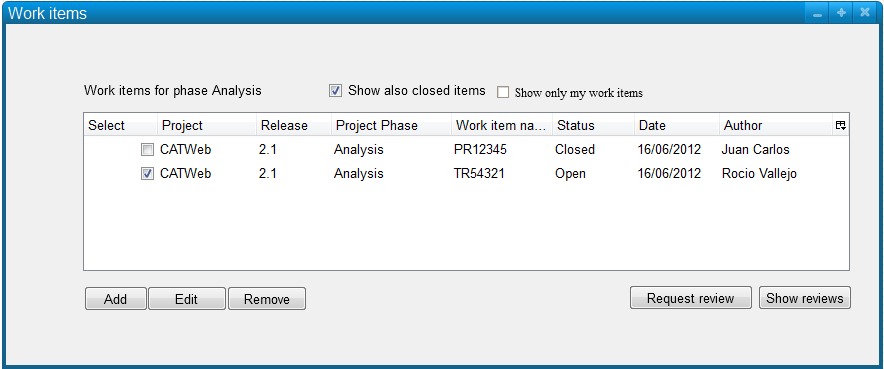 Work items
Work items for phase Analysis Show also closed items Show only my work items
Select Project Release Project Phase Work item na... Status Date Author
CATWeb 2.1 Analysis PR12345 Closed 16/06/2012 Juan Carlos
CATWeb 2.1 Analysis TR54321 Open 16/06/2012 Rocio Vallejo
Add Edit Remove Request review Show reviews